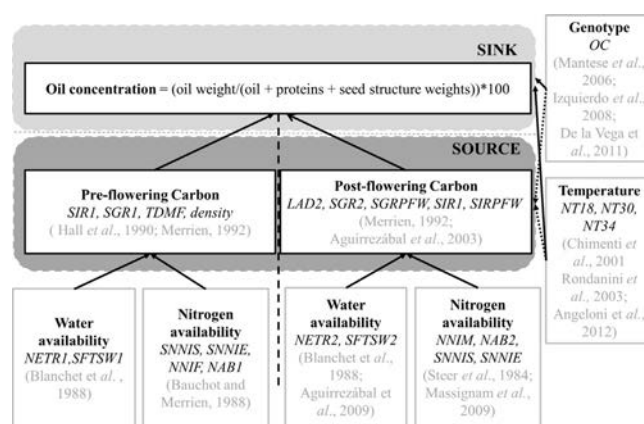 SINK
Oil concentration = (oil weight/(oil + proteins + seed structure weights))*100
SOURCE
Pre-flowering Carbon
SIR1, SGR1, TDMF, density
( Hall et al., 1990; Merrien, 1992)
Post-flowering Carbon
LAD2, SGR2, SGRPFW, SIR1, SIRPFW
(Merrien, 1992;
Aguirrezábal et al., 2003)
Water
availability
NETR1, SFTSW1
(Blanchet et al. ,
1988)
Nitrogen
availability
SNNIS, SNNIE,
NNIF, NAB1
(Bauchot and
Merrien, 1988)
Water
availability
NETR2, SFTSW2
(Blanchet et al.,
1988;
Aguirrezábal et
al., 2009)
Nitrogen
availability
NNIM, NAB2,
SNNIS, SNNIE
(Steer et al., 1984;
Massignam et al.,
2009)
Genotype
OC
(Mantese et al.,
2006;
Izquierdo et al.,
2008;
De la Vega et
al., 2011)
Temperature
NT18, NT30,
NT34
(Chimenti et al.,
2001
Rondanini et al.,
2003;
Angeloni et al.,
2012)